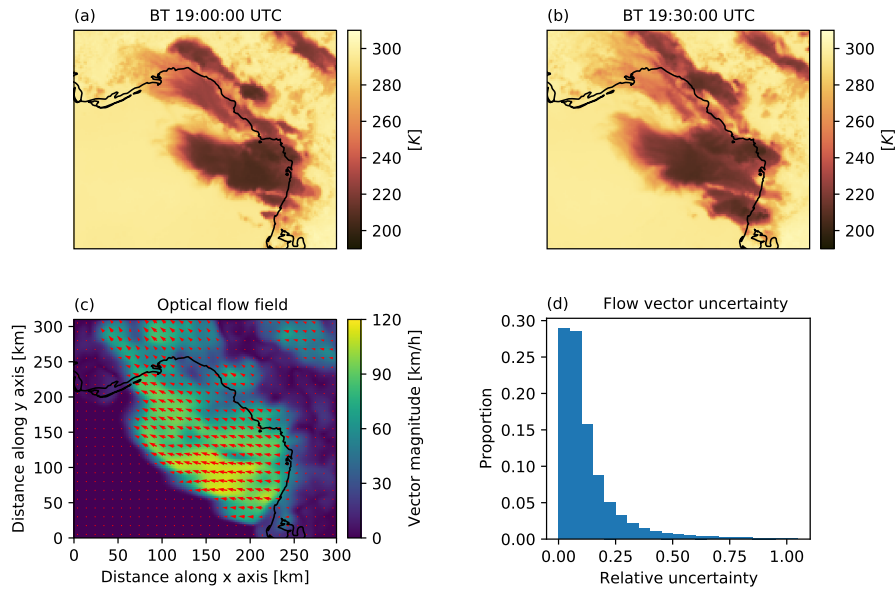 (a) BT 19:00:00 UTC
300
280
260
240
220
200
[K]
(b) BT 19:30:00 UTC
300
280
260
240
220
200
[K]
(c) Optical flow field
300
250
200
150
100
50
0
Distance along y axis [km]
0 50 100 150 200 250 300
Distance along x axis [km]
120
90
60
30
0
Vector magnitude [km/h]
(d) Flow vector uncertainty
0.30
0.25
0.20
0.15
0.10
0.05
0.00
Proportion
0.00 0.25 0.50 0.75 1.00
Relative uncertainty